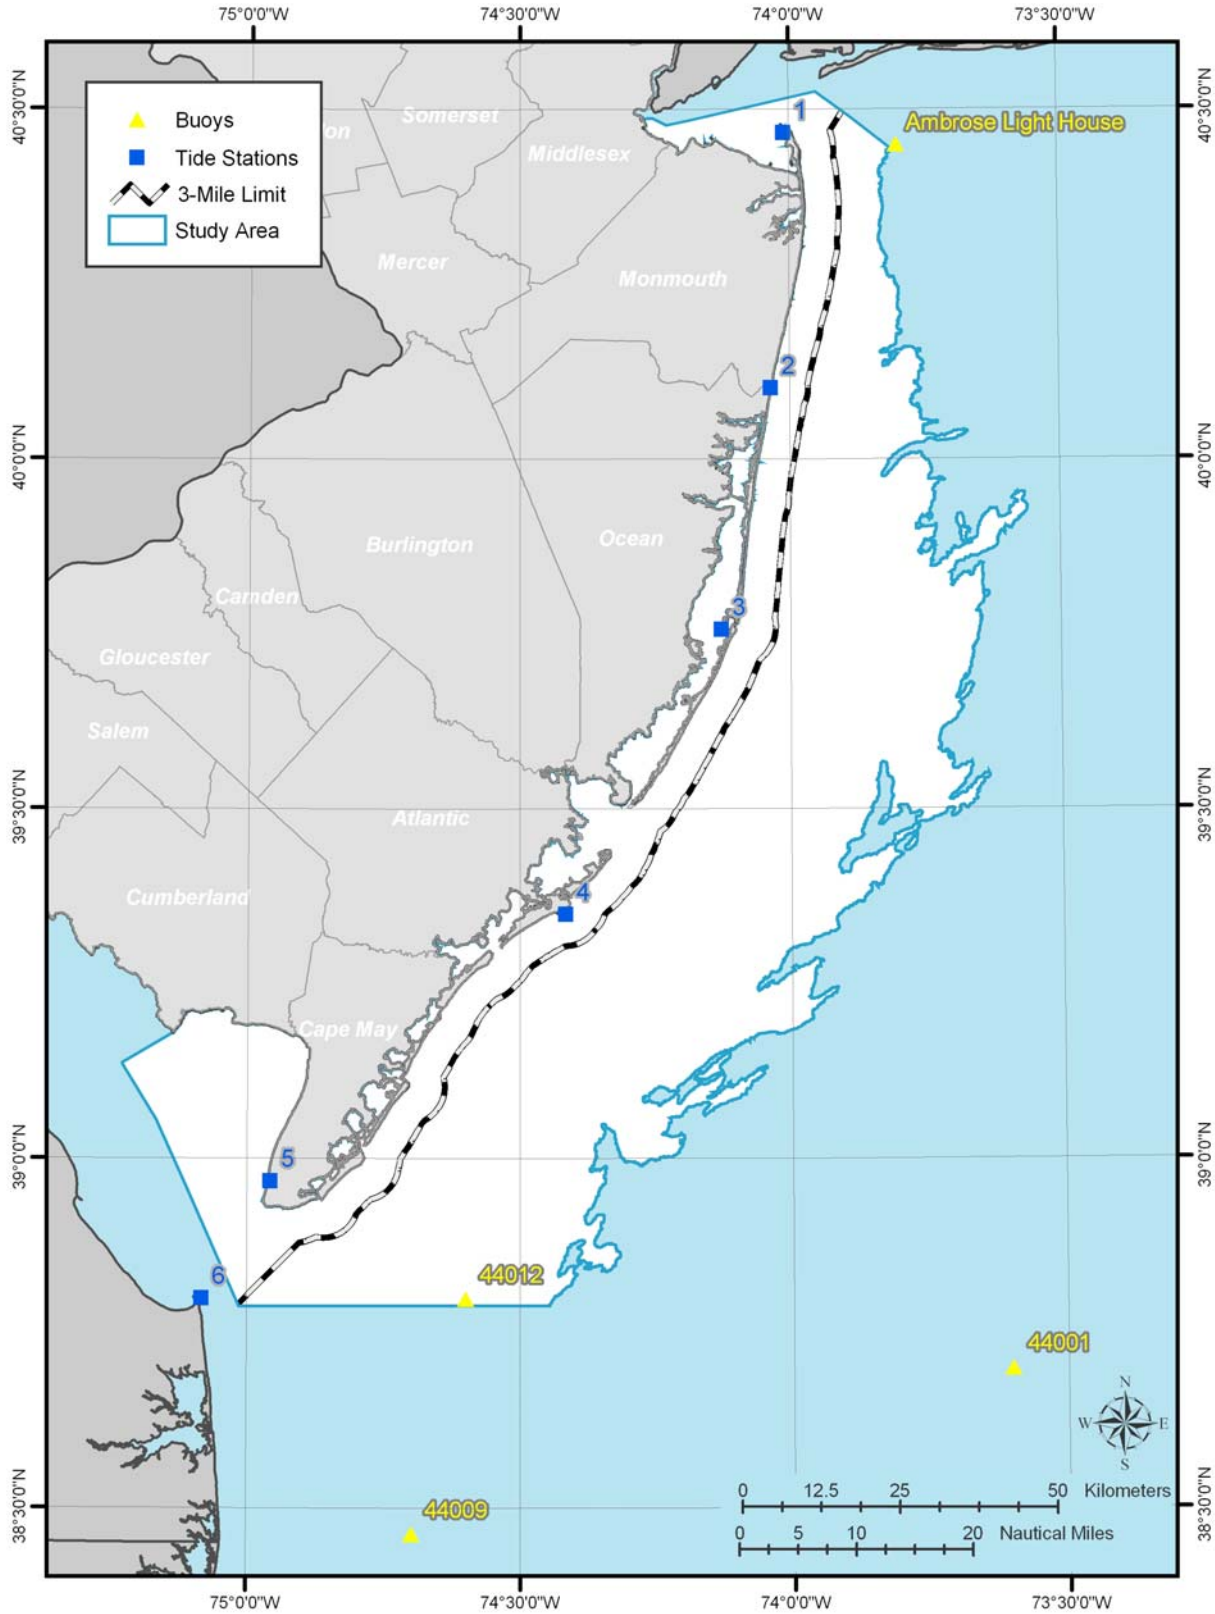 75°0'0"W 74°30'0"W 74°0'0"W 73°30'0"W
40°30'0"N
40°30'0"N
Buoys
Tide Stations
3-Mile Limit
Study Area
Somerset
Middlesex
1
Ambrose Light House
Mercer
Monmouth
2
40°0'0"N
40°0'0"N
Burlington
Ocean
Camden
3
Gloucester
Salem
39°30'0"N
39°30'0"N
Atlantic
Cumberland
4
Cape May
39°0'0"N
39°0'0"N
5
6
44012
44001
N
W E
S
0 12.5 25 50 Kilometers
38°30'0"N
38°30'0"N
44009
0 5 10 20 Nautical Miles
75°0'0"W 74°30'0"W 74°0'0"W 73°30'0"W